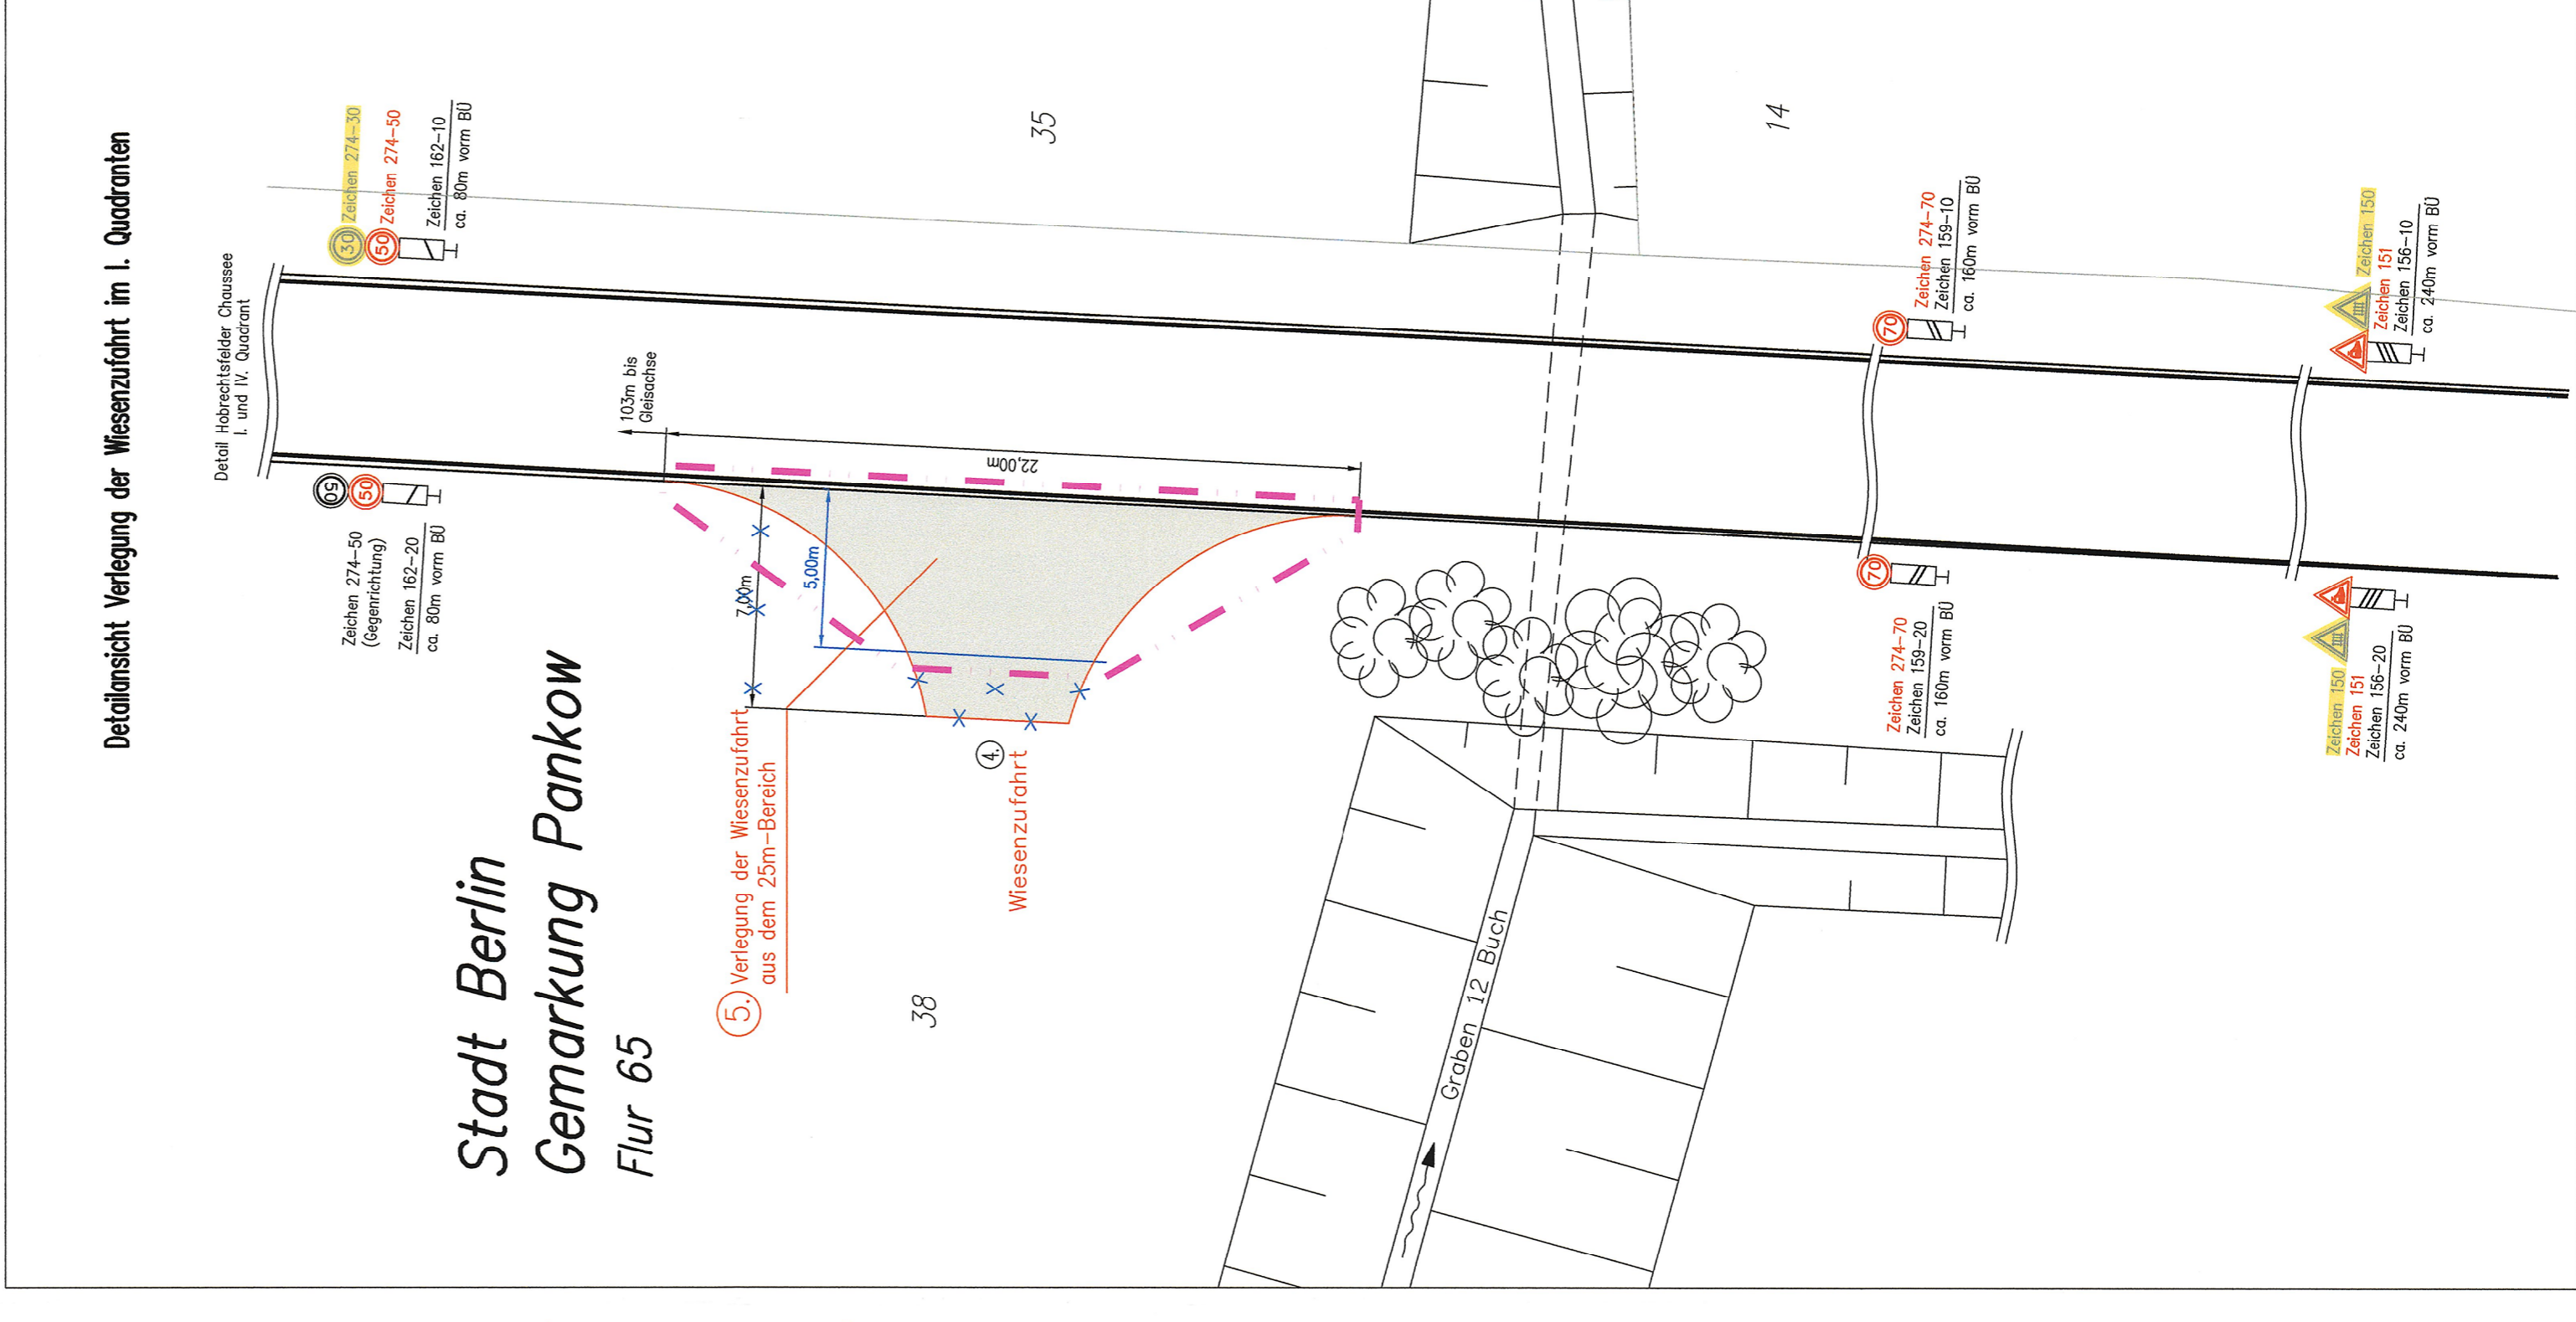 Detailansicht Verlegung der Wiesenzufahrt im I. Quadranten
Detail Hobrechtsfelder Chaussee
I. und IV. Quadrant
30
Zeichen 274-30
50
Zeichen 274-50
Zeichen 162-10
ca. 80m vorm BÜ
50
50
Zeichen 274-50
(Gegenrichtung)
Zeichen 162-20
ca. 80m vorm BÜ
Stadt Berlin
Gemarkung Pankow
Flur 65
103m bis
Gleisachse
22,00m
7,00m
5,00m
5. Verlegung der Wiesenzufahrt
aus dem 25m-Bereich
4.
Wiesenzufahrt
38
35
14
Graben 12 Buch
70
Zeichen 274-70
Zeichen 159-10
ca. 160m vorm BÜ
70
Zeichen 274-70
Zeichen 159-20
ca. 160m vorm BÜ
Zeichen 150
Zeichen 151
Zeichen 156-10
ca. 240m vorm BÜ
Zeichen 150
Zeichen 151
Zeichen 156-20
ca. 240m vorm BÜ